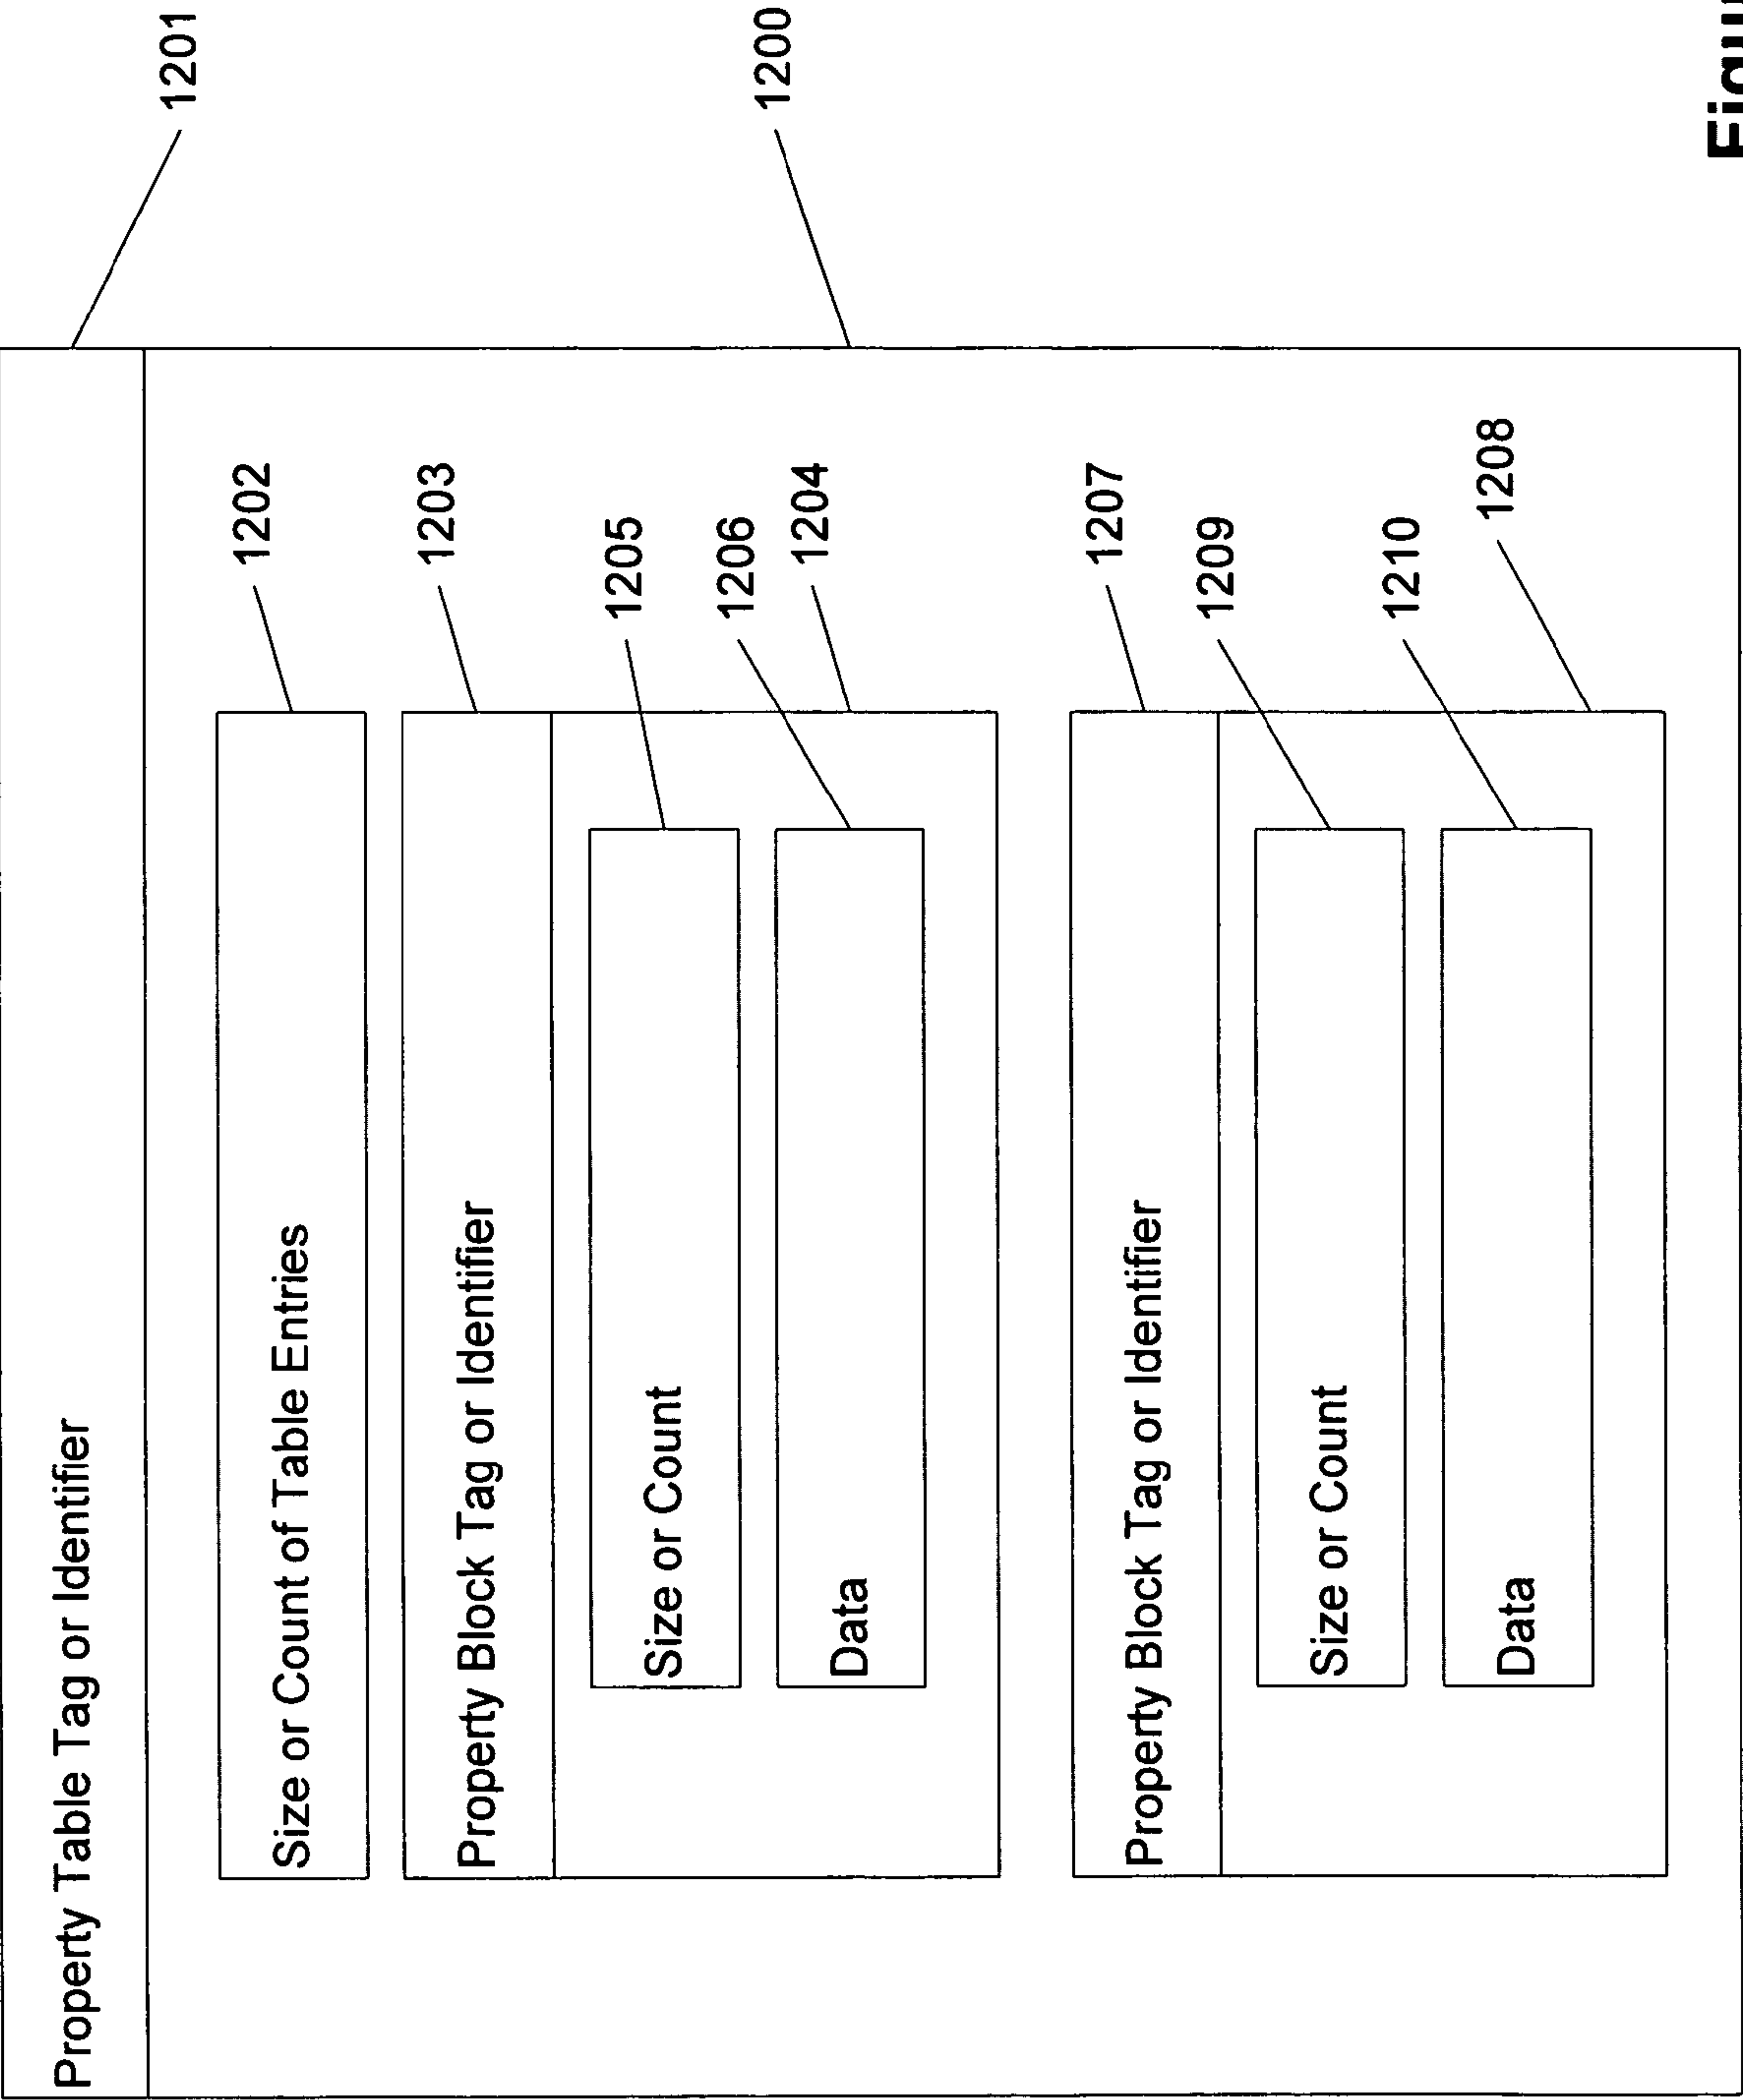 Property Table Tag or Identifier
1201
Size or Count of Table Entries
1202
Property Block Tag or Identifier
1203
Size or Count
1205
Data
1206
1204
1200
Property Block Tag or Identifier
1207
Size or Count
1209
Data
1210
1208